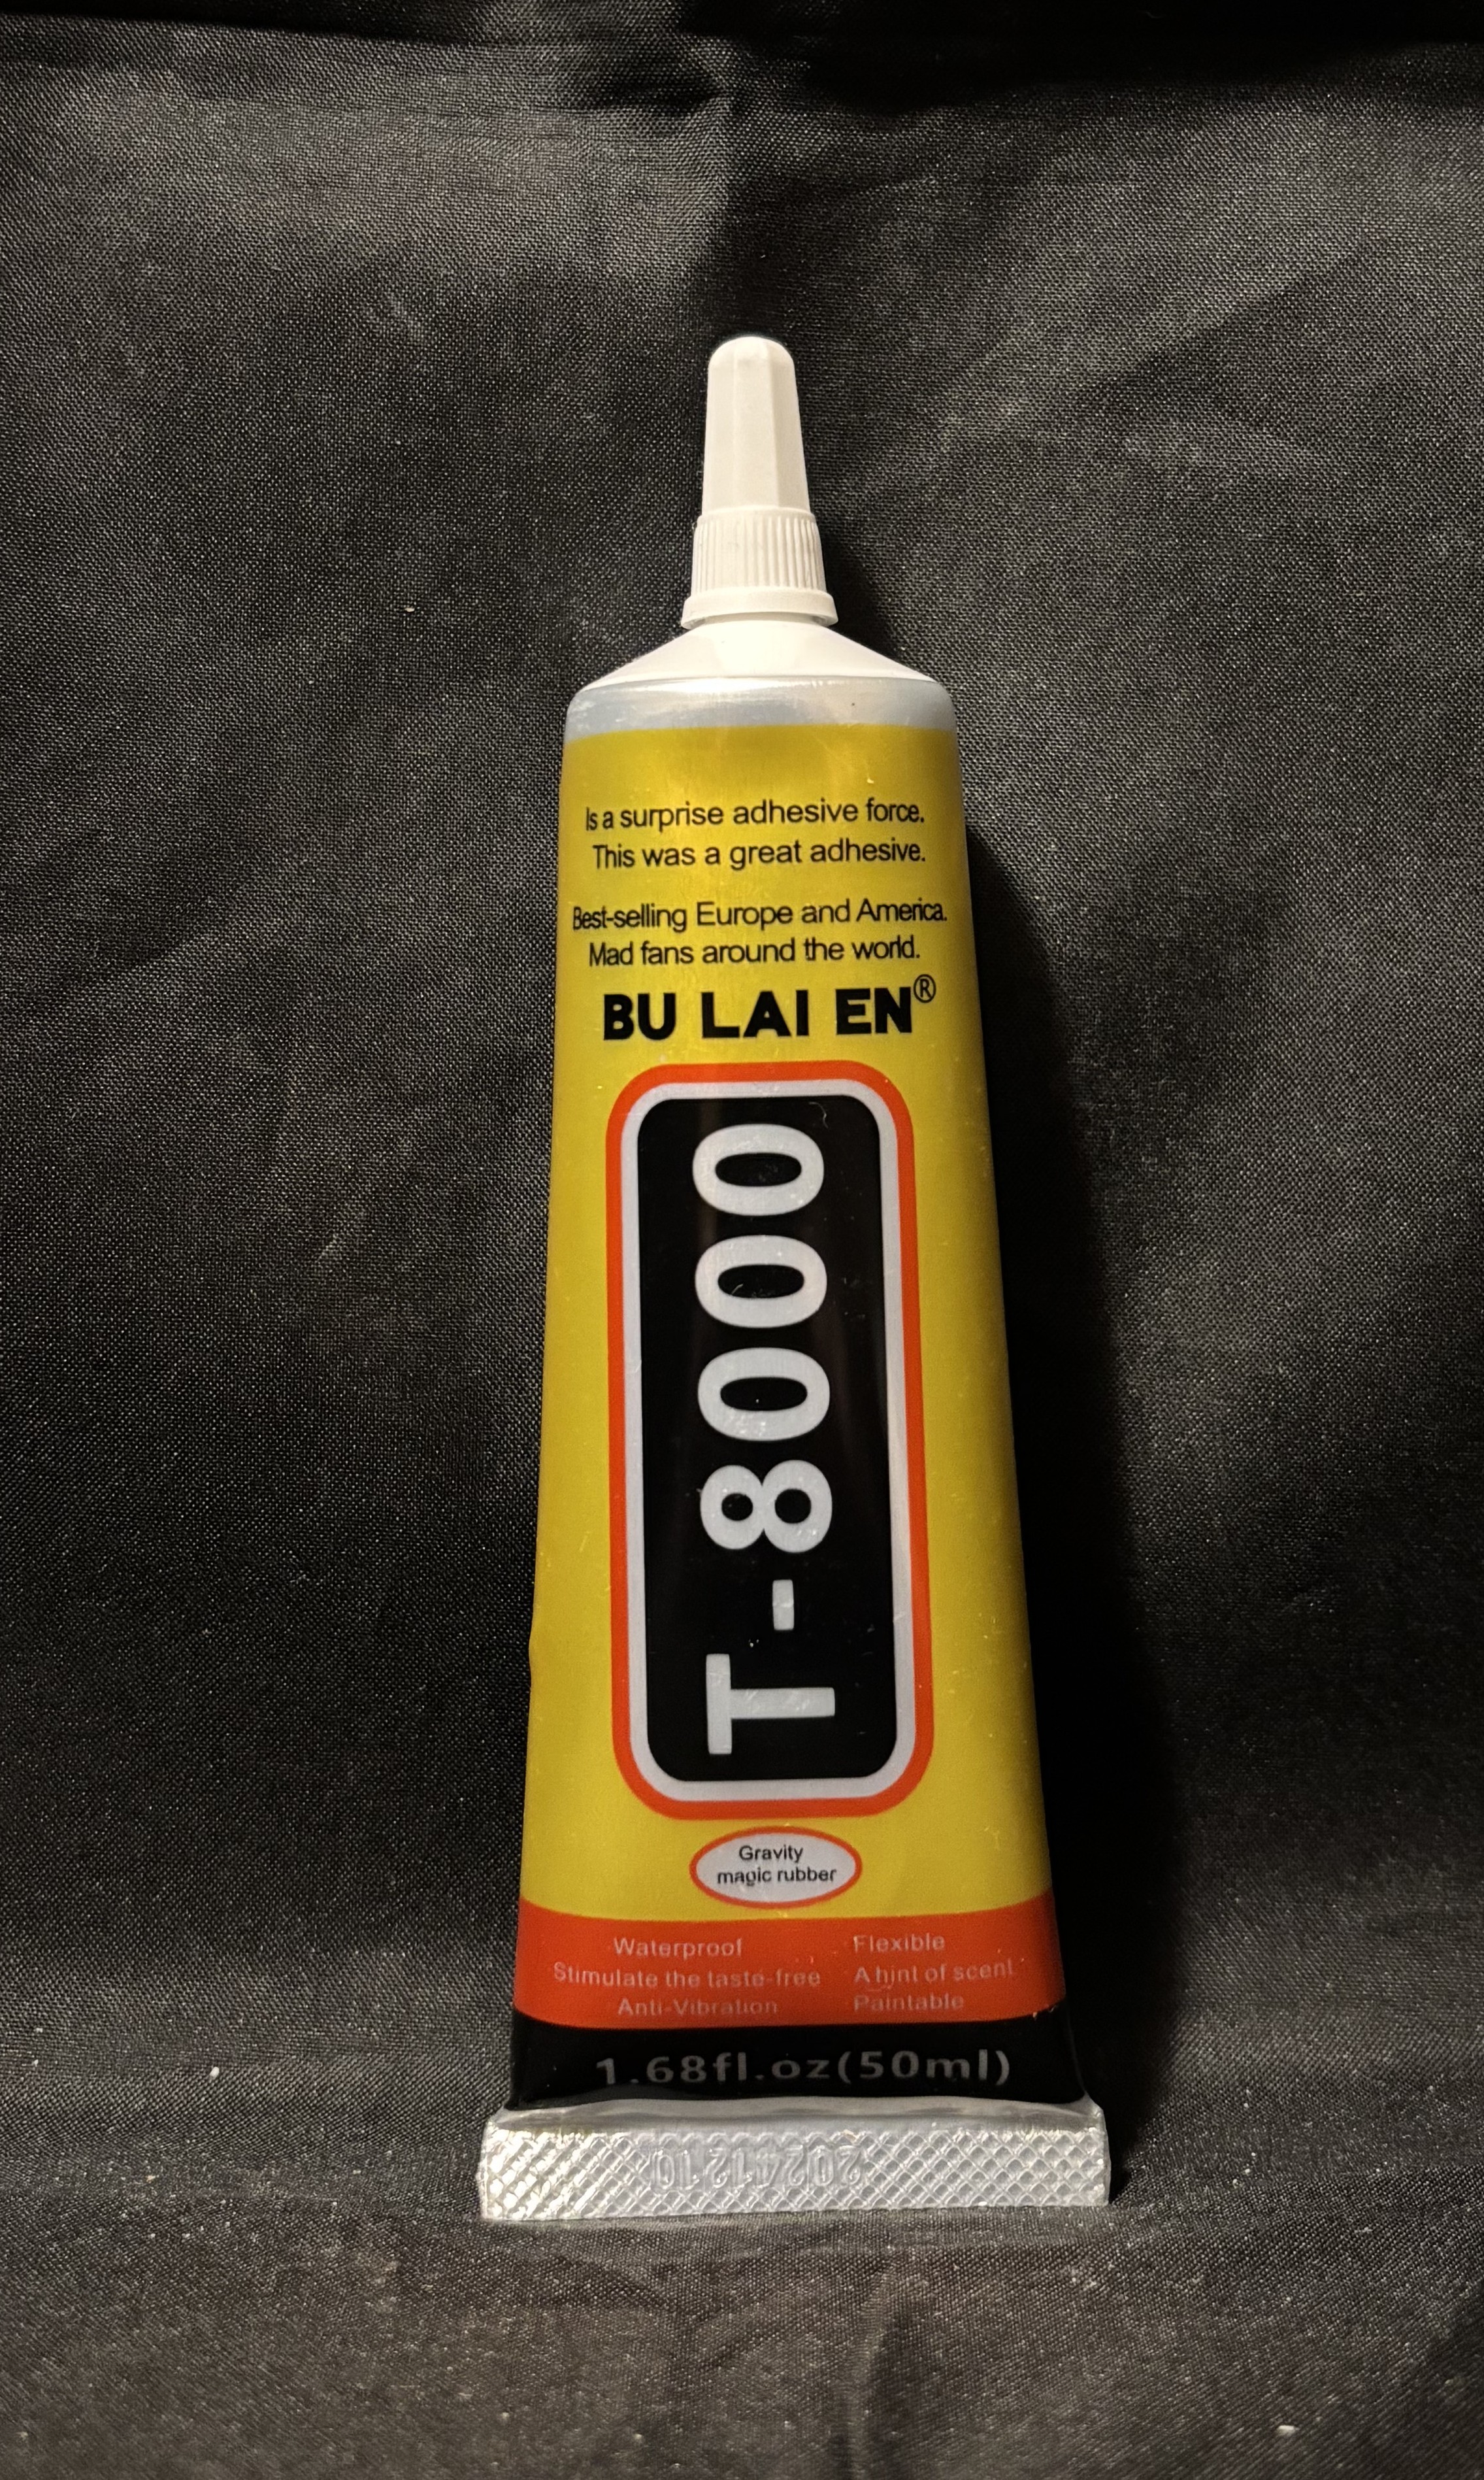 Is a surprise adhesive force.
This was a great adhesive.
Best-selling Europe and America.
Mad fans around the world.
BU LAI EN®
T-8000
Gravity
magic rubber
Waterproof Flexible
Stimulate the taste-free A hint of scent
Anti-Vibration Paintable
1.68fl.oz(50ml)
20241210